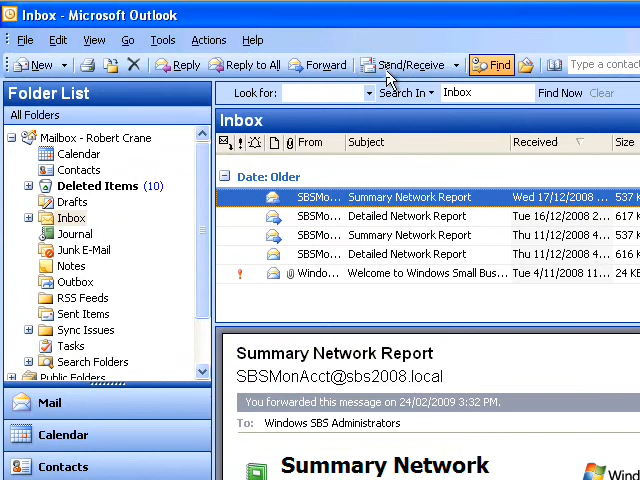 Inbox - Microsoft Outlook
File Edit View Go Tools Actions Help
New Reply Reply to All Forward Send/Receive Find Type a contac
Folder List
Look for: Search In Inbox Find Now Clear
All Folders
Inbox
Mailbox - Robert Crane
Calendar
Contacts
Deleted Items (10)
Drafts
Inbox
Journal
Junk E-Mail
Notes
Outbox
RSS Feeds
Sent Items
Sync Issues
Tasks
Search Folders
Public Folders
Mail
Calendar
Contacts
! From Subject Received Size
Date: Older
SBSMo... Summary Network Report Wed 17/12/2008 ... 537 K
SBSMo... Detailed Network Report Tue 16/12/2008 2... 617 K
SBSMo... Summary Network Report Thu 11/12/2008 4... 537 K
SBSMo... Detailed Network Report Thu 11/12/2008 4... 616 K
! Windo... Welcome to Windows Small Bus... Tue 4/11/2008 11... 24 KB
Summary Network Report
SBSMonAcct@sbs2008.local
You forwarded this message on 24/02/2009 3:32 PM.
To: Windows SBS Administrators
Summary Network
Windo